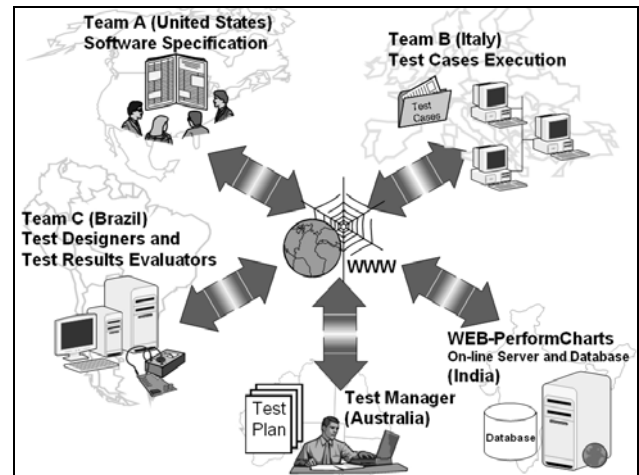 Team A (United States)
Software Specification
Team B (Italy)
Test Cases Execution
Test
Cases
Team C (Brazil)
Test Designers and
Test Results Evaluators
WWW
WEB-PerformCharts
On-line Server and Database
(India)
Database
Test Manager
(Australia)
Test
Plan